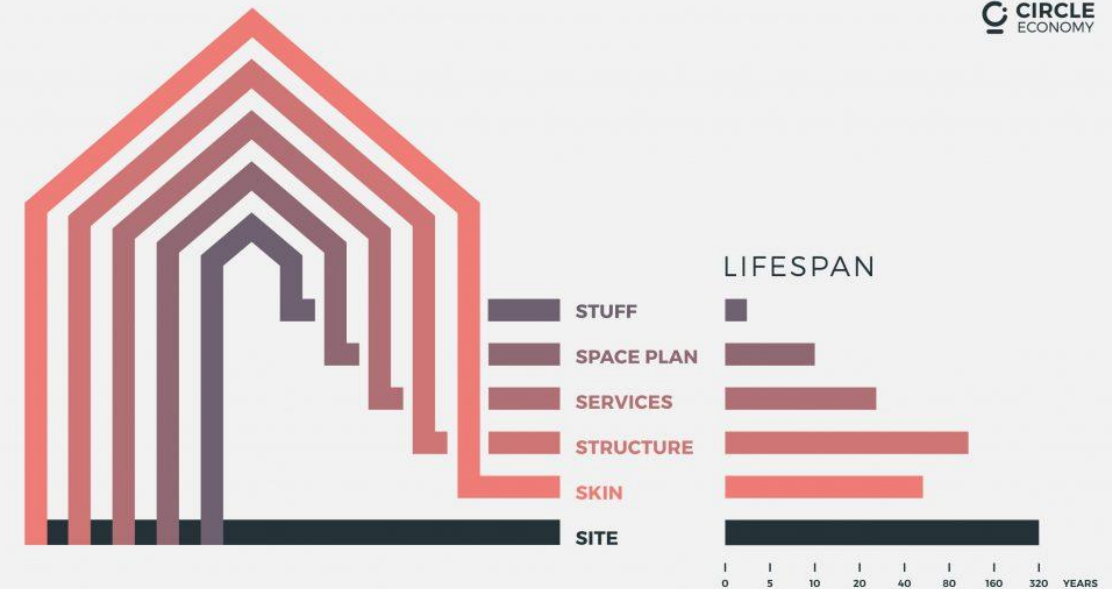 CIRCLE
ECONOMY
LIFESPAN
STUFF
SPACE PLAN
SERVICES
STRUCTURE
SKIN
SITE
0 5 10 20 40 80 160 320 YEARS